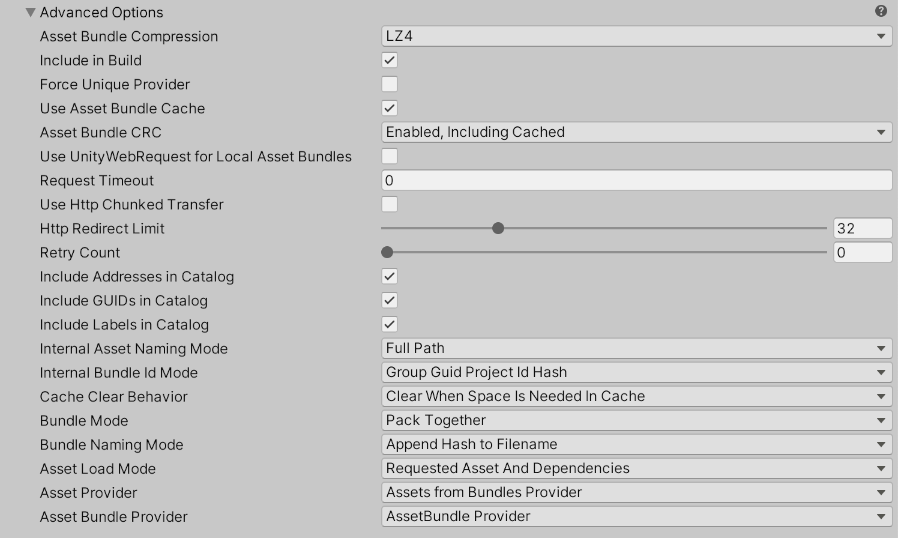 Advanced Options
Asset Bundle Compression LZ4
Include in Build
Force Unique Provider
Use Asset Bundle Cache
Asset Bundle CRC Enabled, Including Cached
Use UnityWebRequest for Local Asset Bundles
Request Timeout 0
Use Http Chunked Transfer
Http Redirect Limit 32
Retry Count 0
Include Addresses in Catalog
Include GUIDs in Catalog
Include Labels in Catalog
Internal Asset Naming Mode Full Path
Internal Bundle Id Mode Group Guid Project Id Hash
Cache Clear Behavior Clear When Space Is Needed In Cache
Bundle Mode Pack Together
Bundle Naming Mode Append Hash to Filename
Asset Load Mode Requested Asset And Dependencies
Asset Provider Assets from Bundles Provider
Asset Bundle Provider AssetBundle Provider